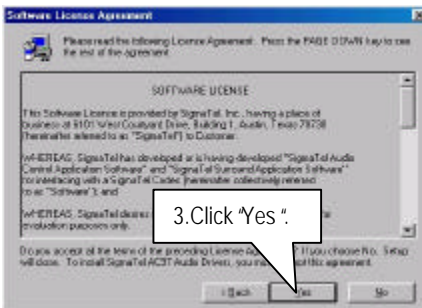 Software License Agreement
Please read the following License Agreement. Press the PAGE DOWN key to see
the rest of the agreement.
SOFTWARE LICENSE
This Software License is provided by SigmaTel, Inc., having a place of
business at 6101 West Courtyard Drive, Building 1, Austin, Texas 78730
(hereinafter referred to as "SigmaTel") to Customer.
WHEREAS, SigmaTel has developed or is having developed "SigmaTel Audio
Control Application Software" and "SigmaTel Surround Application Software"
for interfacing with a SigmaTel Codec (hereinafter collectively referred
to as "Software"); and
WHEREAS, SigmaTel desires
evaluation purposes only.
3.Click "Yes ".
Do you accept all the terms of the preceding License Agreement? If you choose No, Setup
will close. To install SigmaTel AC97 Audio Drivers, you must accept this agreement.
< Back
Yes
No